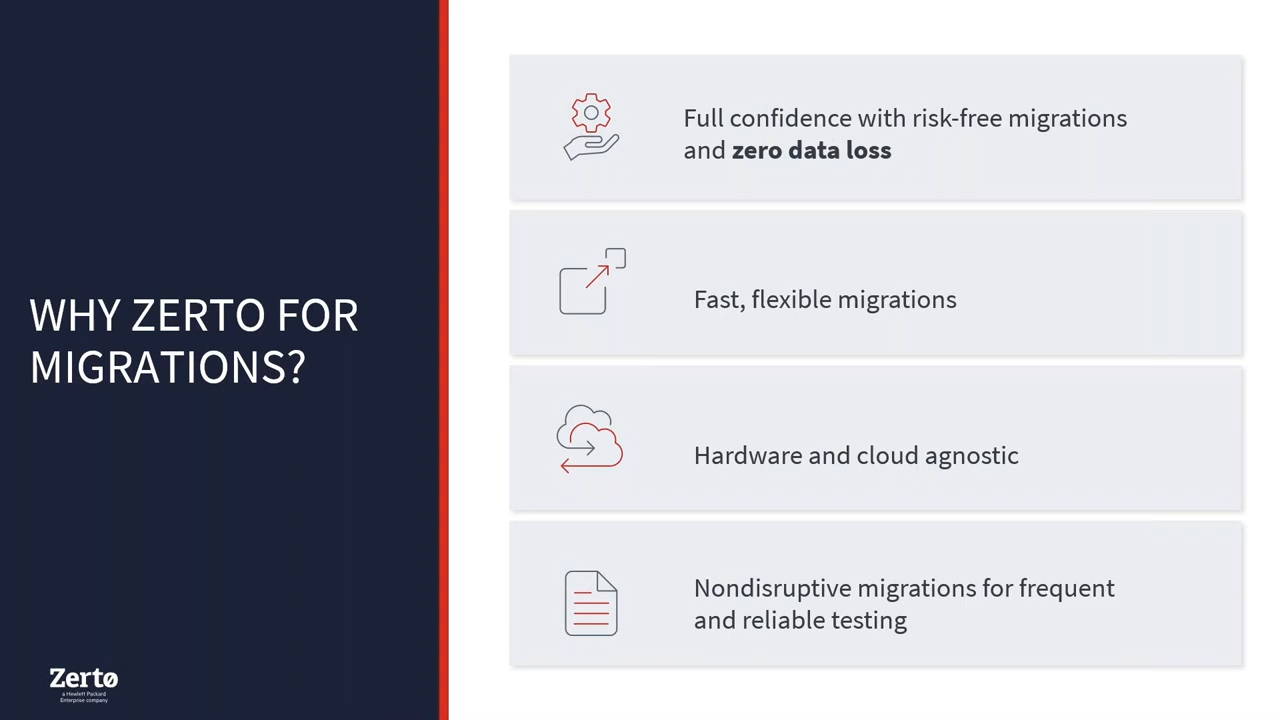 WHY ZERTO FOR
MIGRATIONS?
Full confidence with risk-free migrations
and zero data loss
Fast, flexible migrations
Hardware and cloud agnostic
Nondisruptive migrations for frequent
and reliable testing
Zerto
a Hewlett Packard
Enterprise company